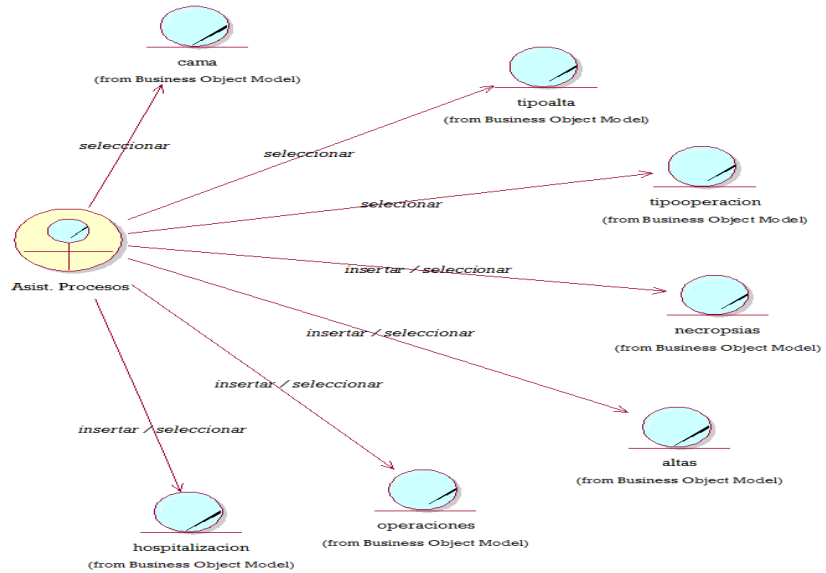 cama
(from Business Object Model)
tipoalta
(from Business Object Model)
seleccionar
seleccionar
tipooperacion
(from Business Object Model)
selecionar
insertar / seleccionar
Asist. Procesos
necropsias
(from Business Object Model)
insertar / seleccionar
insertar / seleccionar
insertar / seleccionar
altas
(from Business Object Model)
operaciones
(from Business Object Model)
hospitalizacion
(from Business Object Model)